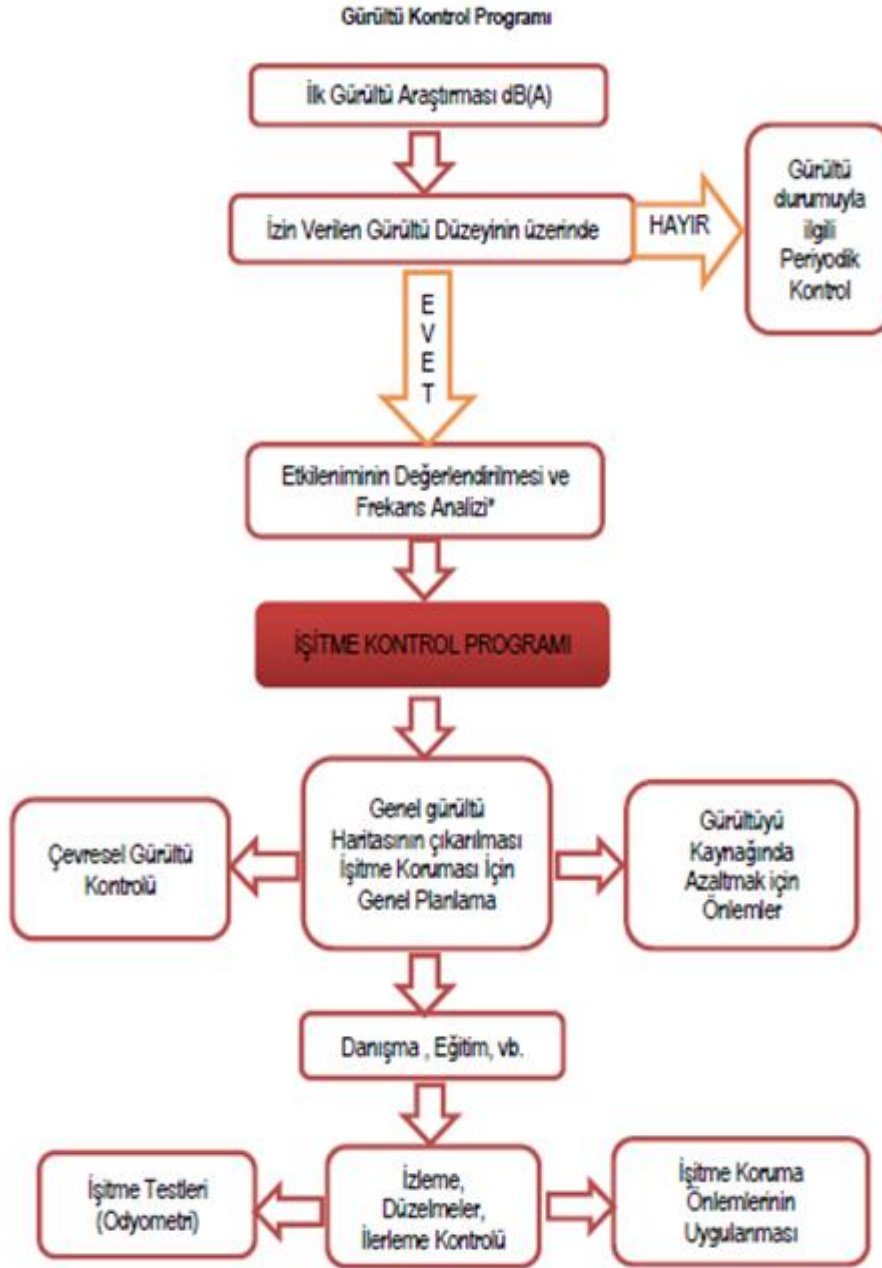 Gürültü Kontrol Programı
İlk Gürültü Araştırması dB(A)
İzin Verilen Gürültü Düzeyinin üzerinde
HAYIR
Gürültü
durumuyla
ilgili
Periyodik
Kontrol
E
V
E
T
Etkileniminin Değerlendirilmesi ve
Frekans Analizi*
İŞİTME KONTROL PROGRAMI
Çevresel Gürültü
Kontrolü
Genel gürültü
Haritasının çıkarılması
İşitme Koruması İçin
Genel Planlama
Gürültüyü
Kaynağında
Azaltmak için
Önlemler
Danışma , Eğitim, vb.
İşitme Testleri
(Odyometri)
İzleme,
Düzelmeler,
İlerleme Kontrolü
İşitme Koruma
Önlemlerinin
Uygulanması